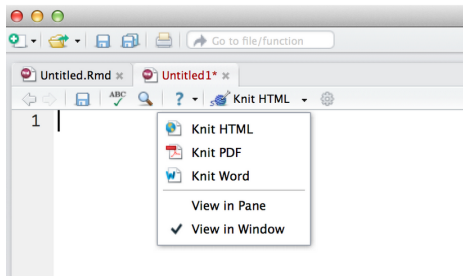 Go to file/function
Untitled.Rmd × Untitled1* ×
ABC ? Knit HTML
1
Knit HTML
Knit PDF
Knit Word
View in Pane
View in Window